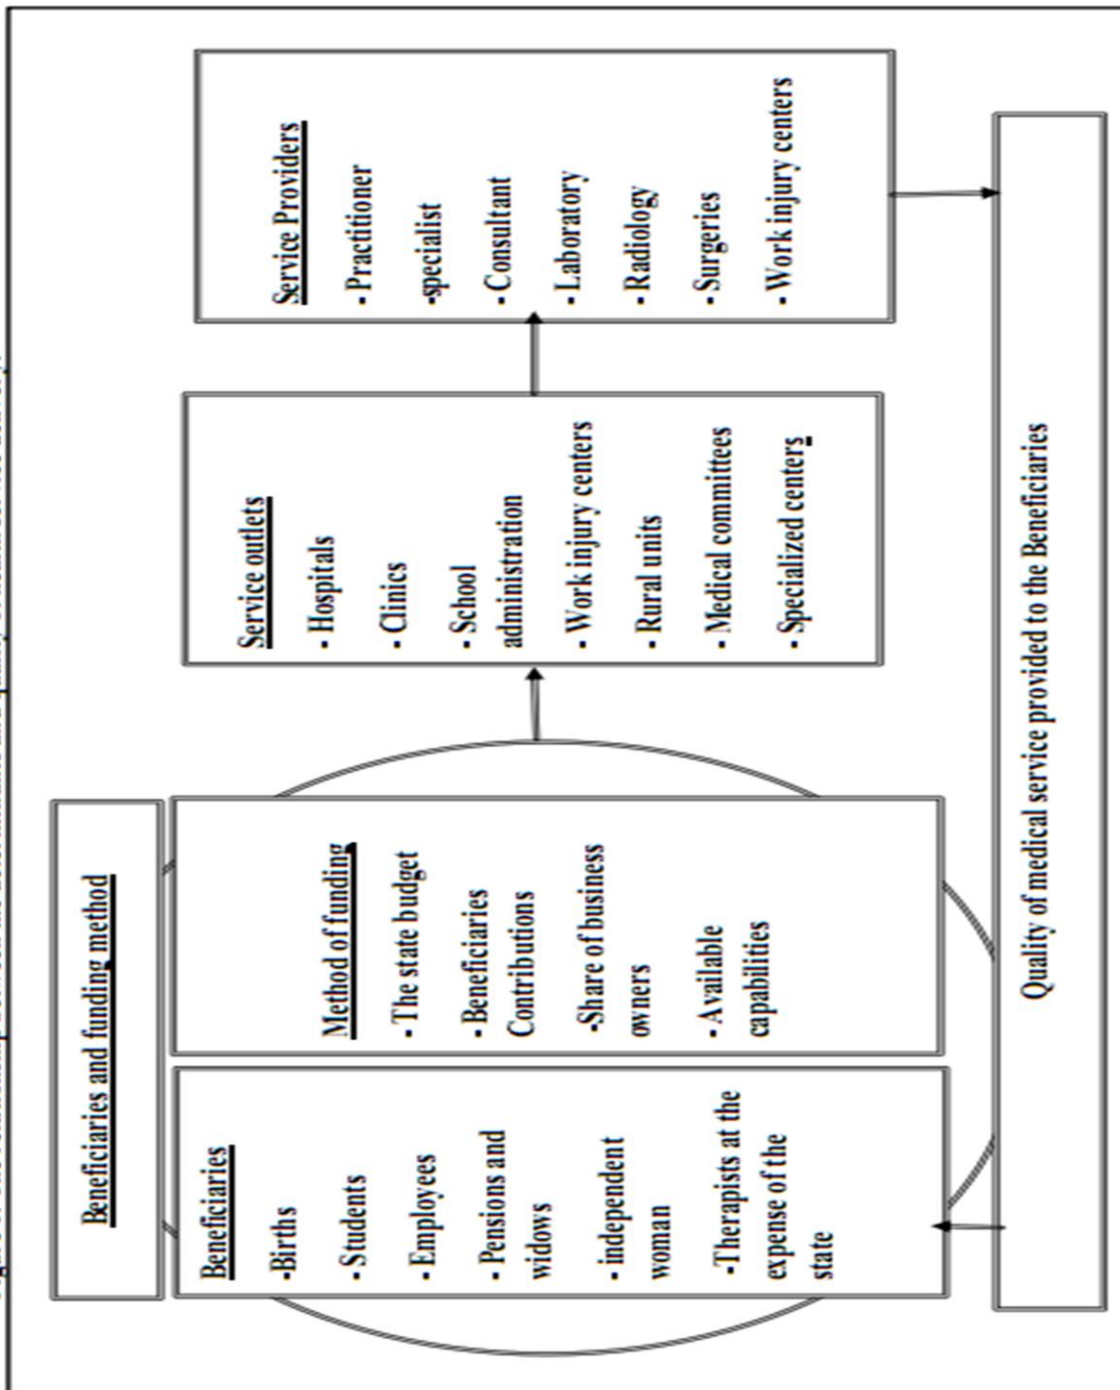 Beneficiaries and funding method
Beneficiaries
-Births
▪ Students
▪ Employees
▪ Pensions and
widows
▪ independent
woman
-Therapists at the
expense of the
state
Method of funding
▪ The state budget
▪ Beneficiaries
Contributions
-Share of business
owners
▪ Available
capabilities
Service outlets
▪ Hospitals
▪ Clinics
▪ School
administration
▪ Work injury centers
▪ Rural units
▪ Medical committees
▪ Specialized centers
Service Providers
▪ Practitioner
-specialist
▪ Consultant
▪ Laboratory
▪ Radiology
▪ Surgeries
▪ Work injury centers
Quality of medical service provided to the Beneficiaries